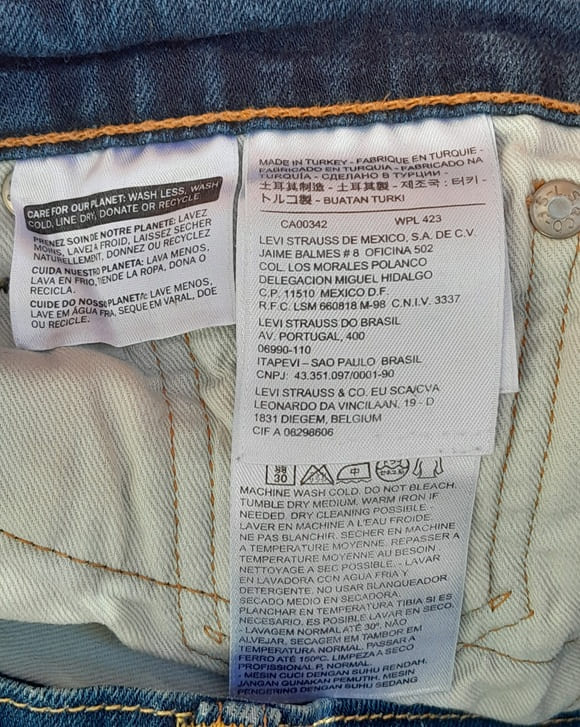 CARE FOR OUR PLANET: WASH LESS, WASH
COLD, LINE DRY, DONATE OR RECYCLE
PRENEZ SOIN DE NOTRE PLANETE: LAVEZ
MOINS, LAVEZ À FROID, LAISSEZ SECHER
NATURELLEMENT, DONNEZ OU RECYCLEZ
CUIDA NUESTRO PLANETA: LAVA MENOS,
LAVA EN FRIO, TIENDE LA ROPA, DONA O
RECICLA.
CUIDE DO NOSSO PLANETA: LAVE MENOS,
LAVE EM ÁGUA FRIA, SEQUE EM VARAL, DOE
OU RECICLE.
MADE IN TURKEY - FABRIQUE EN TURQUIE -
FABRICADO EN TURQUIA - FABRICADO NA
TURQUIA - СДЕЛАНО В ТУРЦИИ -
土耳其制造 - 土耳其製 - 제조국 : 터키 -
トルコ製 - BUATAN TURKI
CA00342 WPL 423
LEVI STRAUSS DE MEXICO, S.A. DE C.V.
JAIME BALMES # 8 OFICINA 502
COL. LOS MORALES POLANCO
DELEGACION MIGUEL HIDALGO
C.P. 11510 MEXICO D.F.
R.F.C. LSM 660818 M-98 C.N.I.V. 3337
LEVI STRAUSS DO BRASIL
AV. PORTUGAL, 400
06990-110
ITAPEVI - SAO PAULO BRASIL
CNPJ: 43.351.097/0001-90
LEVI STRAUSS & CO. EU SCA/CVA
LEONARDO DA VINCILAAN, 19 - D
1831 DIEGEM, BELGIUM
CIF A 08298606
30
MACHINE WASH COLD. DO NOT BLEACH.
TUMBLE DRY MEDIUM. WARM IRON IF
NEEDED. DRY CLEANING POSSIBLE -
LAVER EN MACHINE A L'EAU FROIDE.
NE PAS BLANCHIR. SECHER EN MACHINE
A TEMPERATURE MOYENNE. REPASSER A
TEMPERATURE MOYENNE AU BESOIN.
NETTOYAGE A SEC POSSIBLE. - LAVAR
EN LAVADORA CON AGUA FRIA Y
DETERGENTE. NO USAR BLANQUEADOR
SECADO MEDIO EN SECADORA.
PLANCHAR EN TEMPERATURA TIBIA SI ES
NECESARIO. ES POSIBLE LAVAR EN SECO.
- LAVAGEM NORMAL ATÉ 30°. NÃO
ALVEJAR. SECAGEM EM TAMBOR EM
TEMPERATURA NORMAL. PASSAR A
FERRO ATÉ 150ºC. LIMPEZA A SECO
PROFISSIONAL P. NORMAL.
- MESIN CUCI DENGAN SUHU RENDAH.
JANGAN GUNAKAN PEMUTIH. MESIN
PENGERING DENGAN SUHU SEDANG